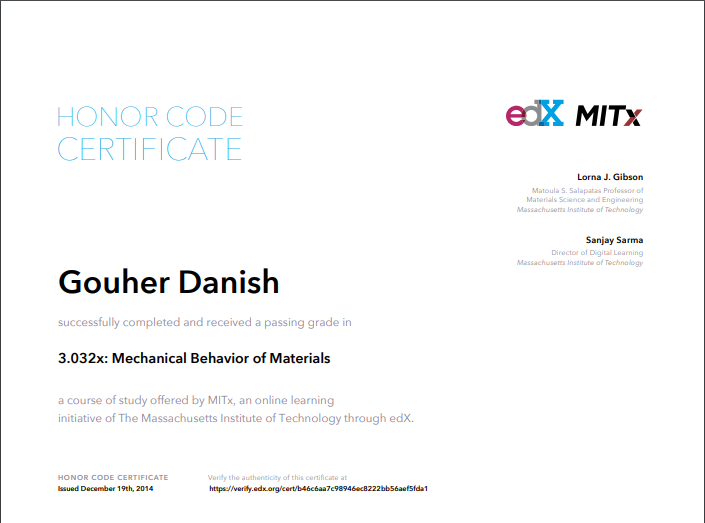 HONOR CODE
CERTIFICATE
edX MITx
Lorna J. Gibson
Matoula S. Salapatas Professor of
Materials Science and Engineering
Massachusetts Institute of Technology
Sanjay Sarma
Director of Digital Learning
Massachusetts Institute of Technology
Gouher Danish
successfully completed and received a passing grade in
3.032x: Mechanical Behavior of Materials
a course of study offered by MITx, an online learning
initiative of The Massachusetts Institute of Technology through edX.
HONOR CODE CERTIFICATE
Issued December 19th, 2014
Verify the authenticity of this certificate at
https://verify.edx.org/cert/b46c6aa7c98946ec8222bb56aef5fda1